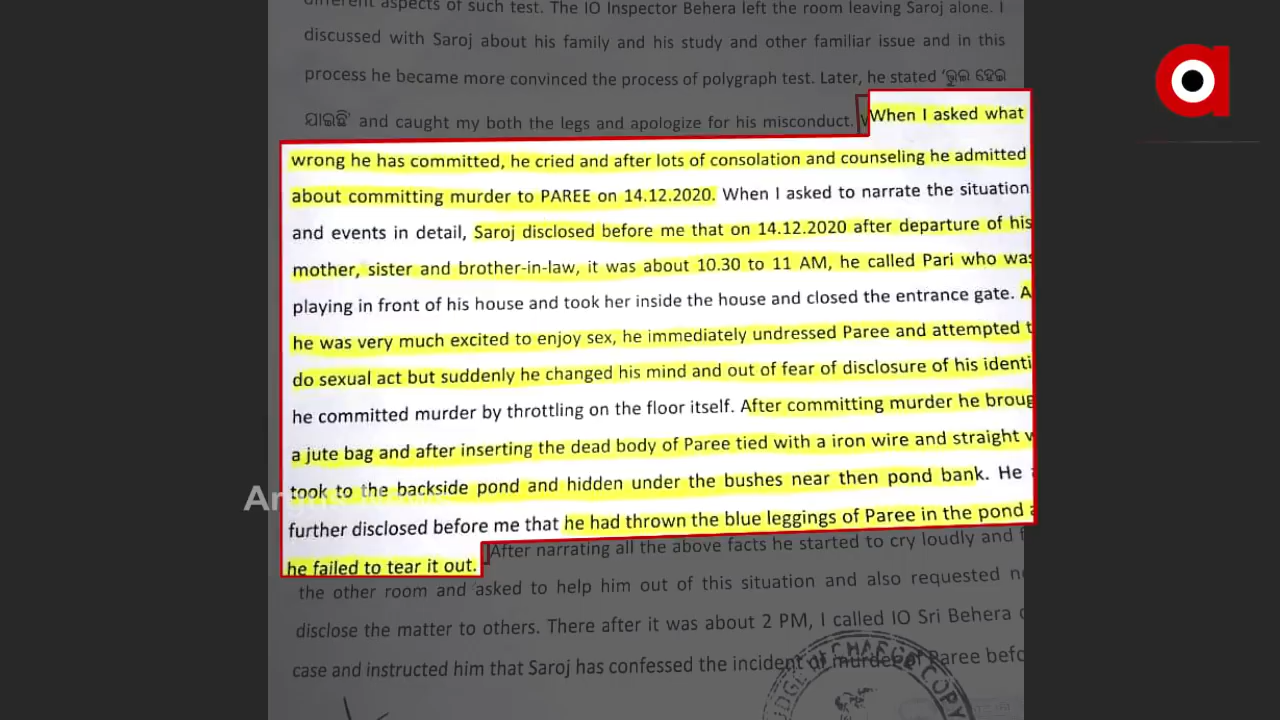 different aspects of such test. The IO Inspector Behera left the room leaving Saroj alone. I
discussed with Saroj about his family and his study and other familiar issue and in this
process he became more convinced the process of polygraph test. Later, he stated ‘ଭୁଲ ହେଇ
ଯାଇଛି’ and caught my both the legs and apologize for his misconduct. When I asked what
wrong he has committed, he cried and after lots of consolation and counseling he admitted
about committing murder to PAREE on 14.12.2020. When I asked to narrate the situation
and events in detail, Saroj disclosed before me that on 14.12.2020 after departure of his
mother, sister and brother-in-law, it was about 10.30 to 11 AM, he called Pari who was
playing in front of his house and took her inside the house and closed the entrance gate. A
he was very much excited to enjoy sex, he immediately undressed Paree and attempted t
do sexual act but suddenly he changed his mind and out of fear of disclosure of his identi
he committed murder by throttling on the floor itself. After committing murder he broug
a jute bag and after inserting the dead body of Paree tied with a iron wire and straight
took to the backside pond and hidden under the bushes near then pond bank. He
further disclosed before me that he had thrown the blue leggings of Paree in the pond a
he failed to tear it out. After narrating all the above facts he started to cry loudly and
the other room and asked to help him out of this situation and also requested n
disclose the matter to others. There after it was about 2 PM, I called IO Sri Behera
case and instructed him that Saroj has confessed the incident of murder of Paree befo
JUDGE IN CHARGE COPY